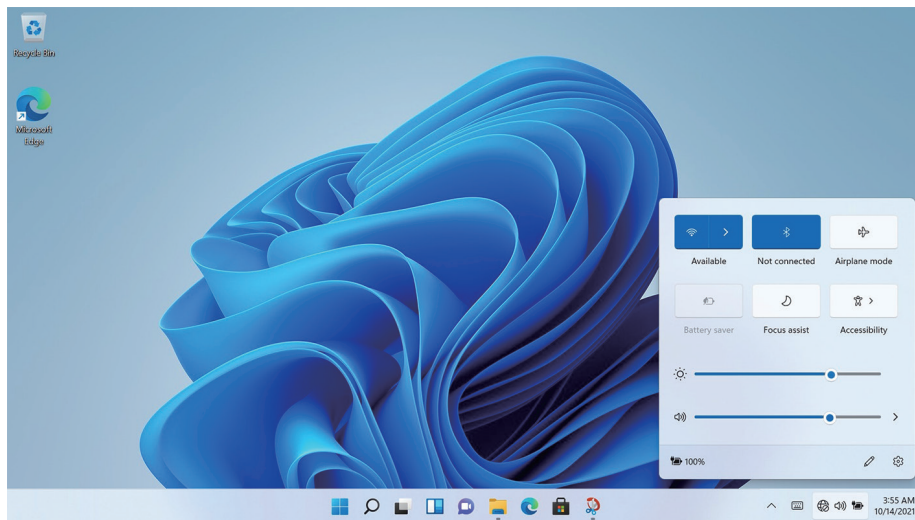 Recycle Bin
Microsoft
Edge
Available
Not connected
Airplane mode
Battery saver
Focus assist
Accessibility
100%
3:55 AM
10/14/2021